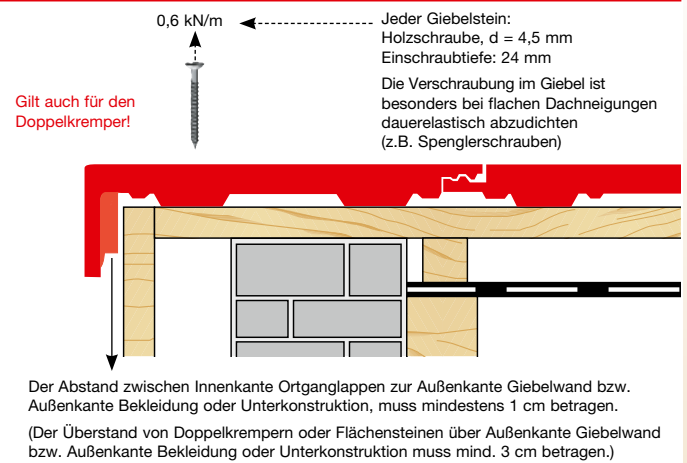 0,6 kN/m
Jeder Giebelstein:
Holzschraube, d = 4,5 mm
Einschraubtiefe: 24 mm
Die Verschraubung im Giebel ist
besonders bei flachen Dachneigungen
dauerelastisch abzudichten
(z.B. Spenglerschrauben)
Gilt auch für den
Doppelkremper!
Der Abstand zwischen Innenkante Ortganglappen zur Außenkante Giebelwand bzw.
Außenkante Bekleidung oder Unterkonstruktion, muss mindestens 1 cm betragen.
(Der Überstand von Doppelkrempern oder Flächensteinen über Außenkante Giebelwand
bzw. Außenkante Bekleidung oder Unterkonstruktion muss mind. 3 cm betragen.)